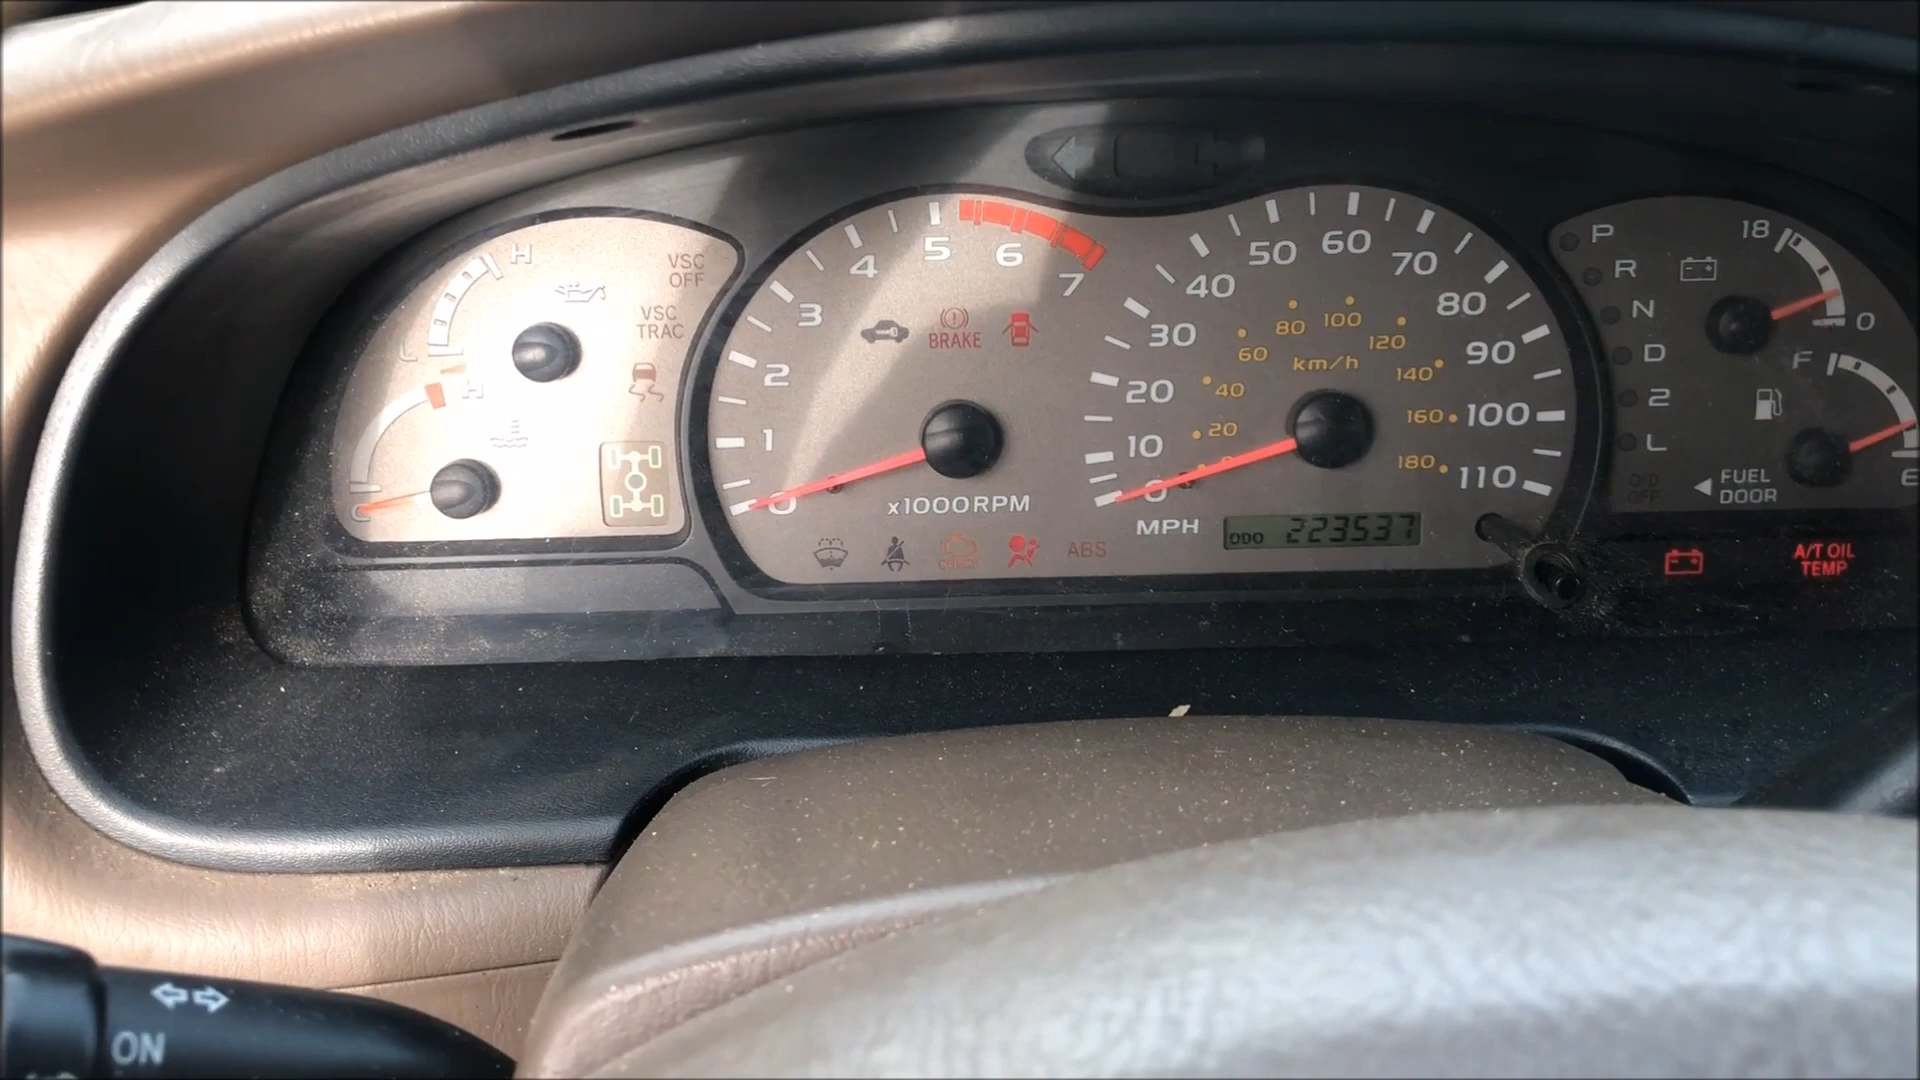 H
VSC
OFF
VSC
TRAC
L
H
C
0
1
2
3
4
5
6
7
BRAKE
x1000RPM
CHECK
ABS
0
10
20
30
40
50
60
70
80
90
100
110
20
40
60
80
100
120
140
160
180
km/h
MPH
ODO 223537
P
R
N
D
2
L
O/D
OFF
18
0
F
E
FUEL
DOOR
A/T OIL
TEMP
ON